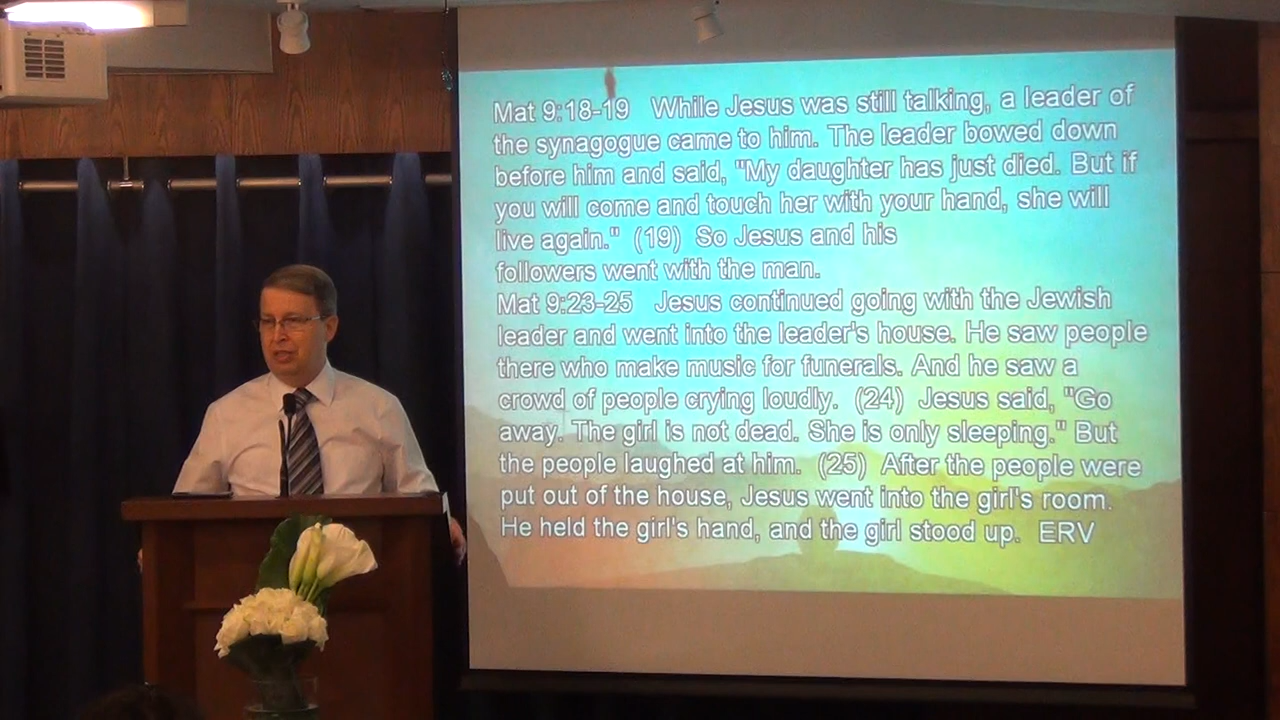 Mat 9:18-19 While Jesus was still talking, a leader of
the synagogue came to him. The leader bowed down
before him and said, "My daughter has just died. But if
you will come and touch her with your hand, she will
live again." (19) So Jesus and his
followers went with the man.
Mat 9:23-25 Jesus continued going with the Jewish
leader and went into the leader's house. He saw people
there who make music for funerals. And he saw a
crowd of people crying loudly. (24) Jesus said, "Go
away. The girl is not dead. She is only sleeping." But
the people laughed at him. (25) After the people were
put out of the house, Jesus went into the girl's room.
He held the girl's hand, and the girl stood up. ERV